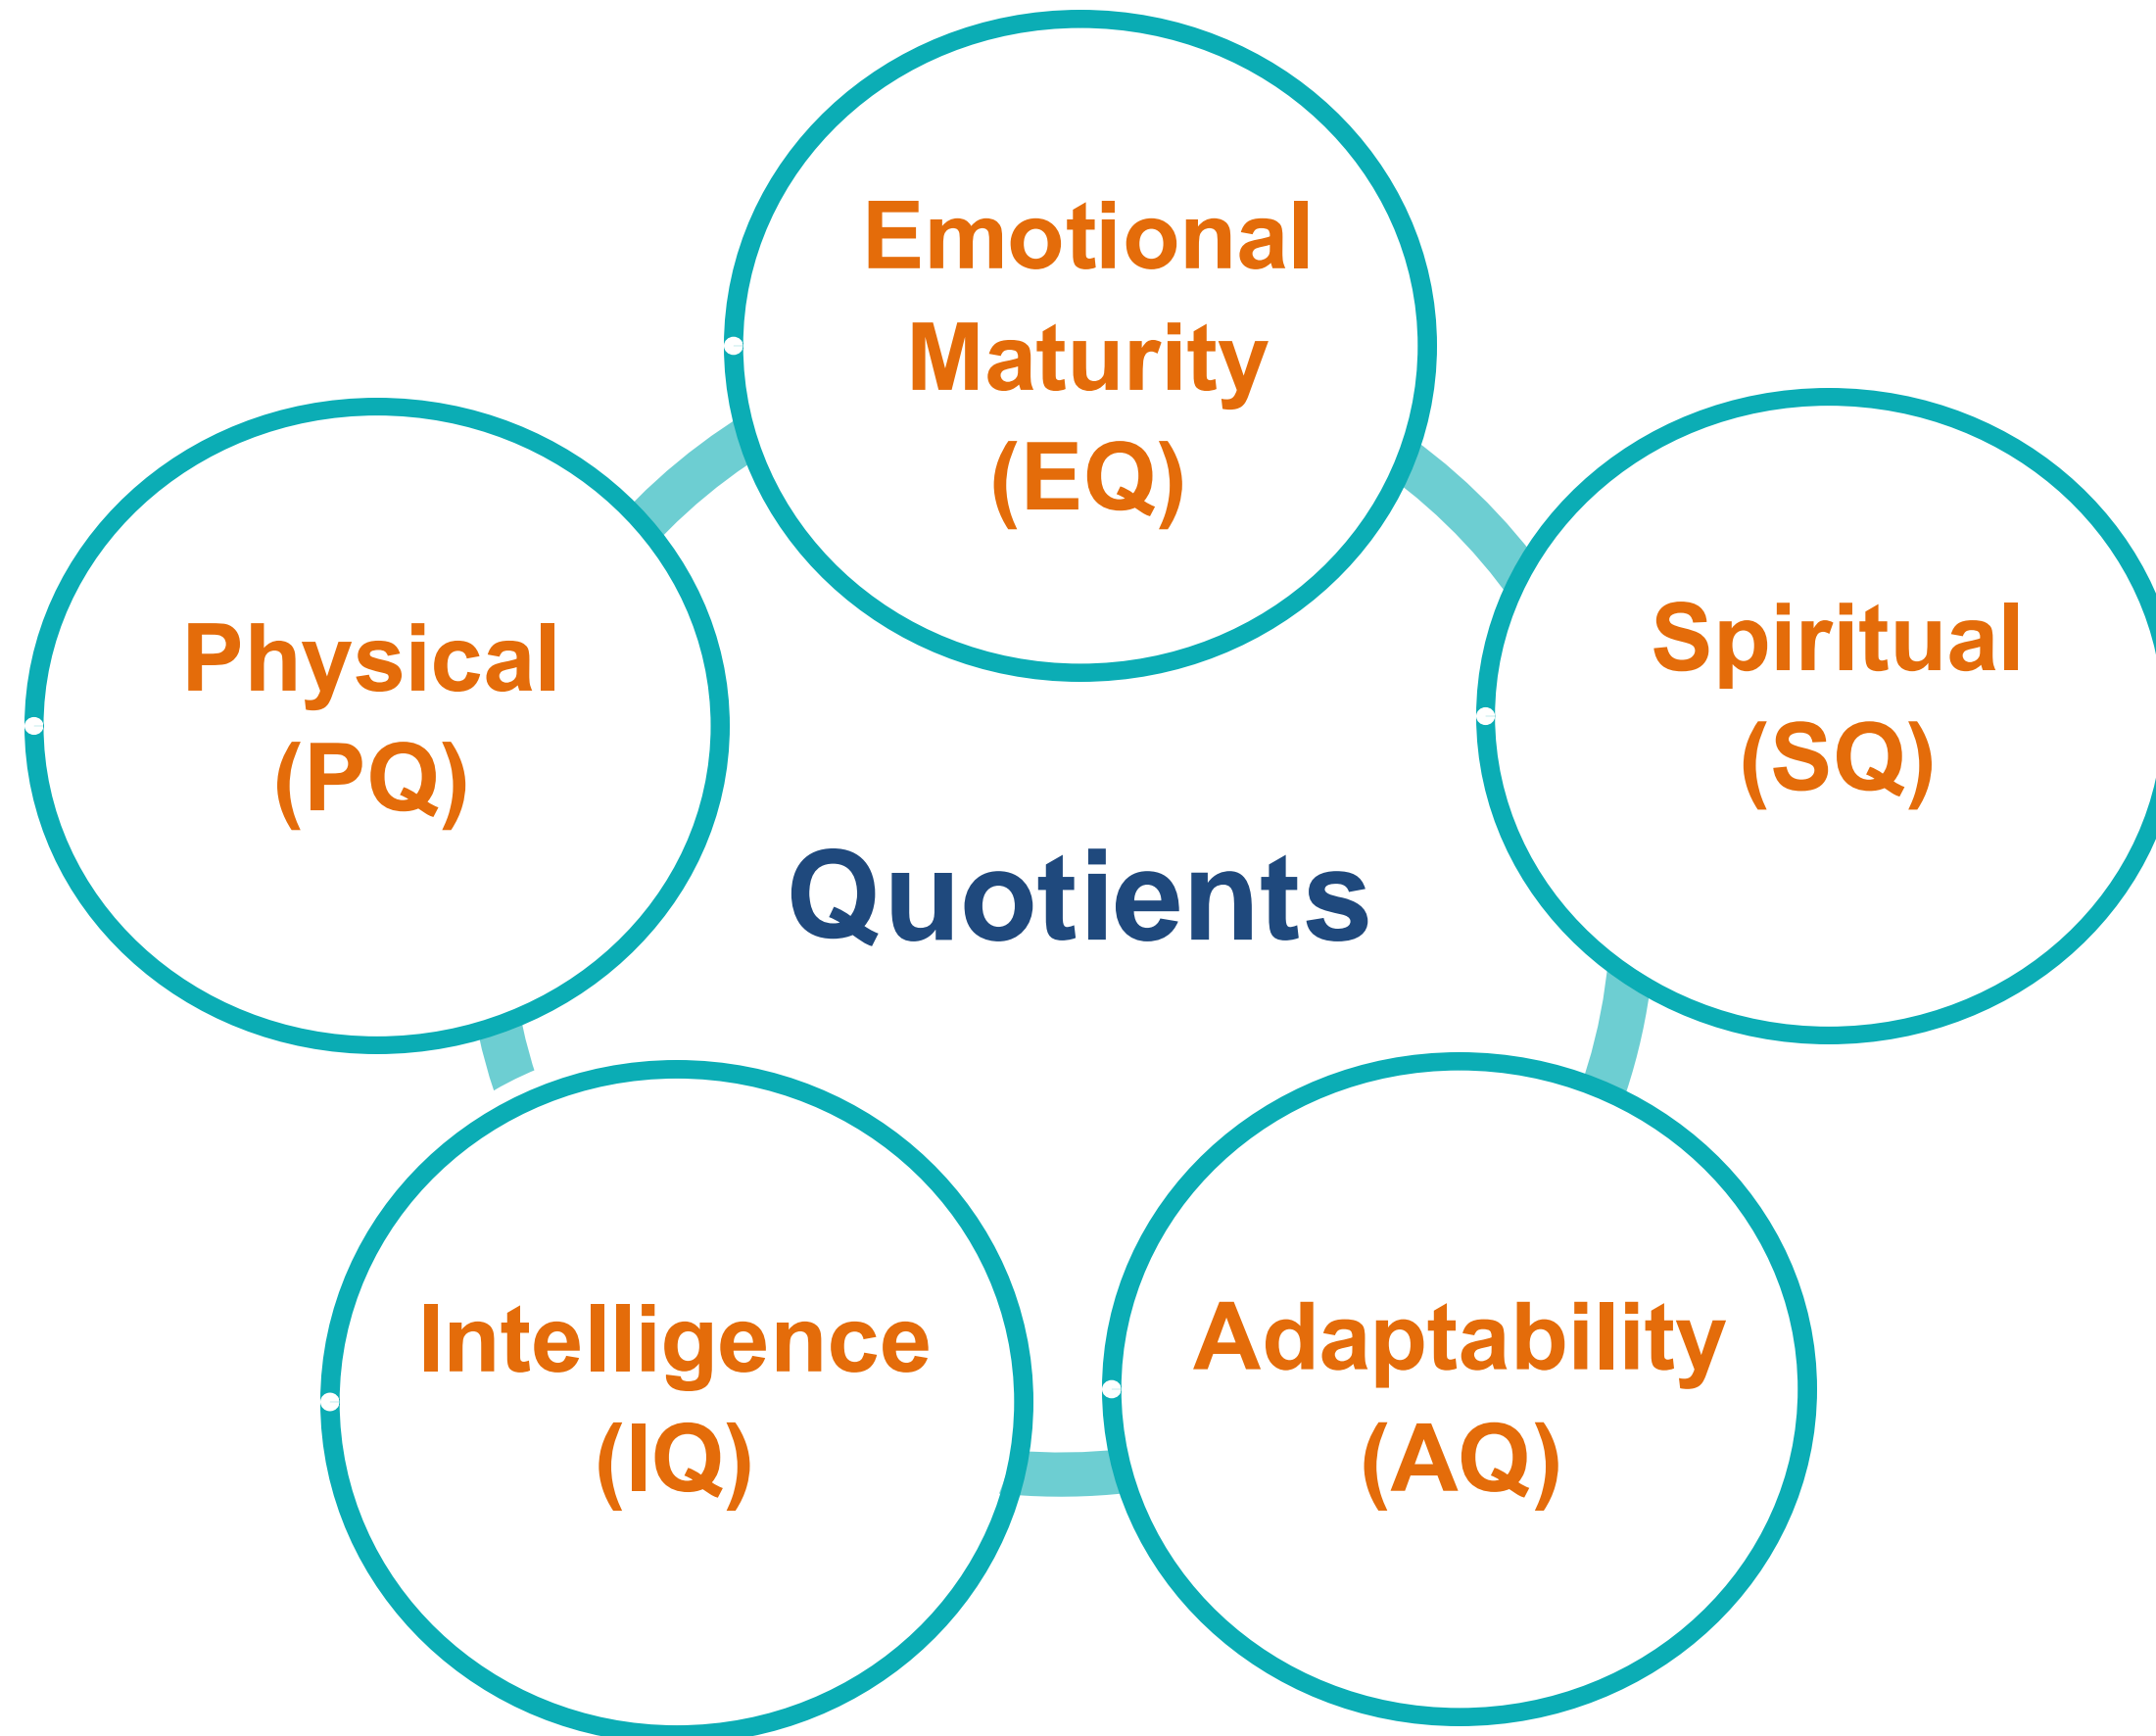 Emotional
Maturity
(EQ)
Physical
(PQ)
Spiritual
(SQ)
Quotients
Intelligence
(IQ)
Adaptability
(AQ)